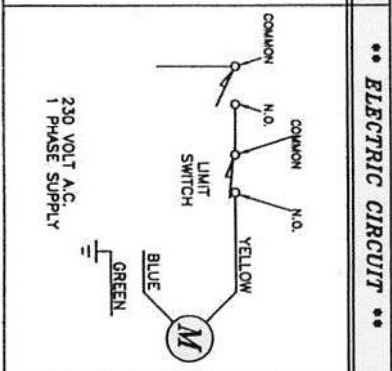 ** ELECTRIC CIRCUIT **
COMMON
N.O.
COMMON
N.O.
LIMIT
SWITCH
YELLOW
BLUE
GREEN
M
230 VOLT A.C.
1 PHASE SUPPLY